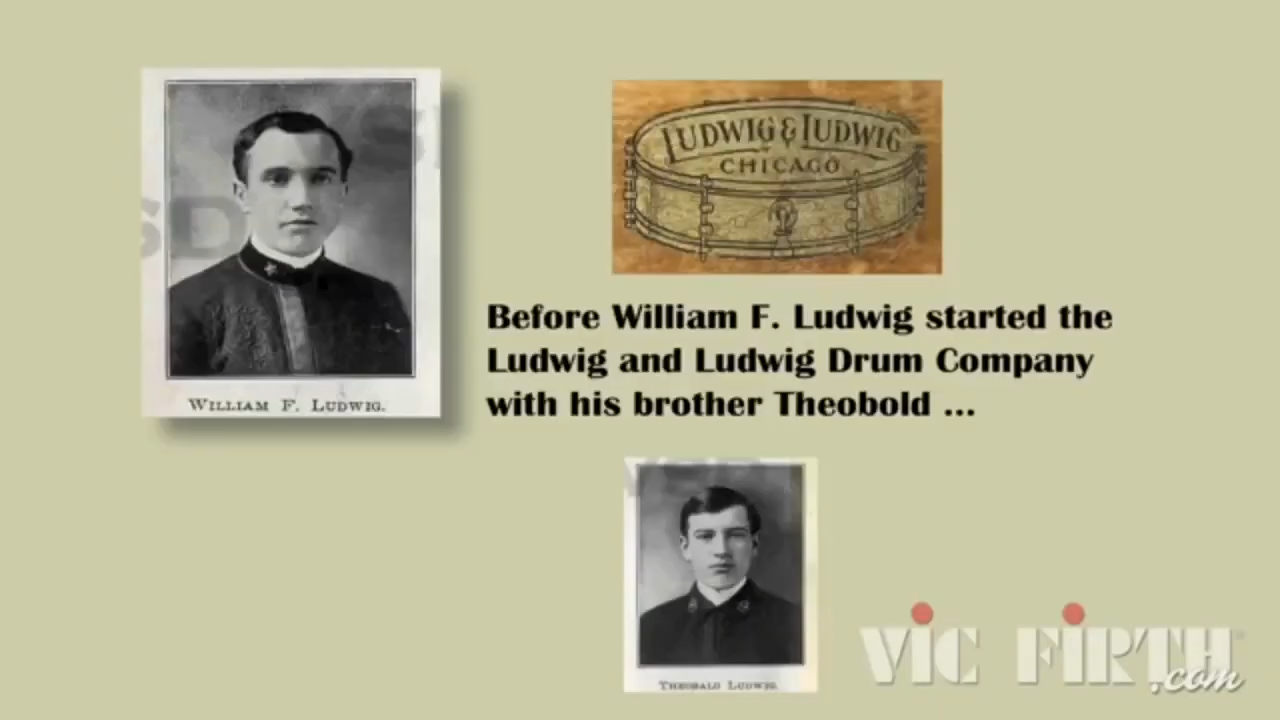 LUDWIG & LUDWIG
CHICAGO
Before William F. Ludwig started the
Ludwig and Ludwig Drum Company
with his brother Theobold ...
WILLIAM F. LUDWIG.
THEOBALD LUDWIG.
VIC FIRTH
.com